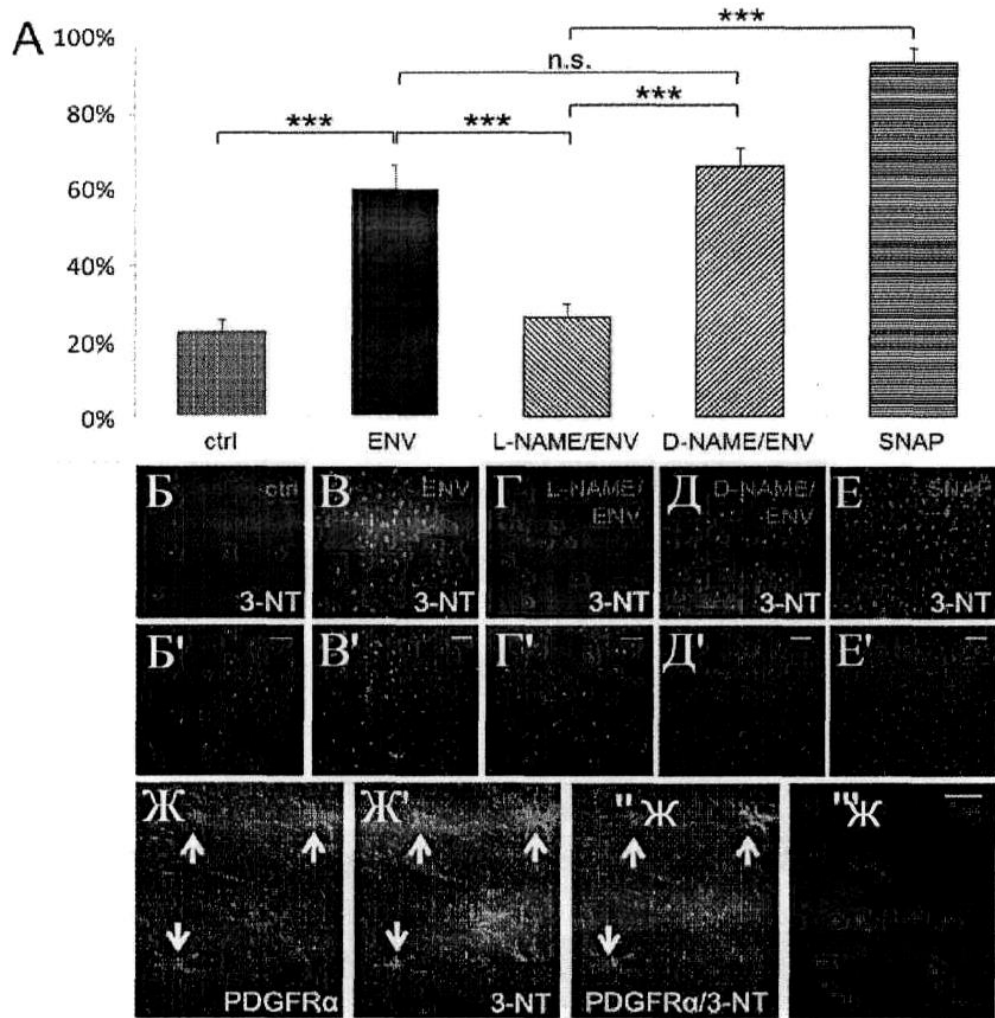 А
100%
80%
60%
40%
20%
0%
***
n.s.
***
***
***
ctrl
ENV
L-NAME/ENV
D-NAME/ENV
SNAP
Б ctrl 3-NT
В ENV 3-NT
Г L-NAME/
ENV 3-NT
Д D-NAME/
ENV 3-NT
Е SNAP 3-NT
Б' В' Г' Д' Е'
Ж Ж' "Ж "'Ж
PDGFRα 3-NT PDGFRα/3-NT